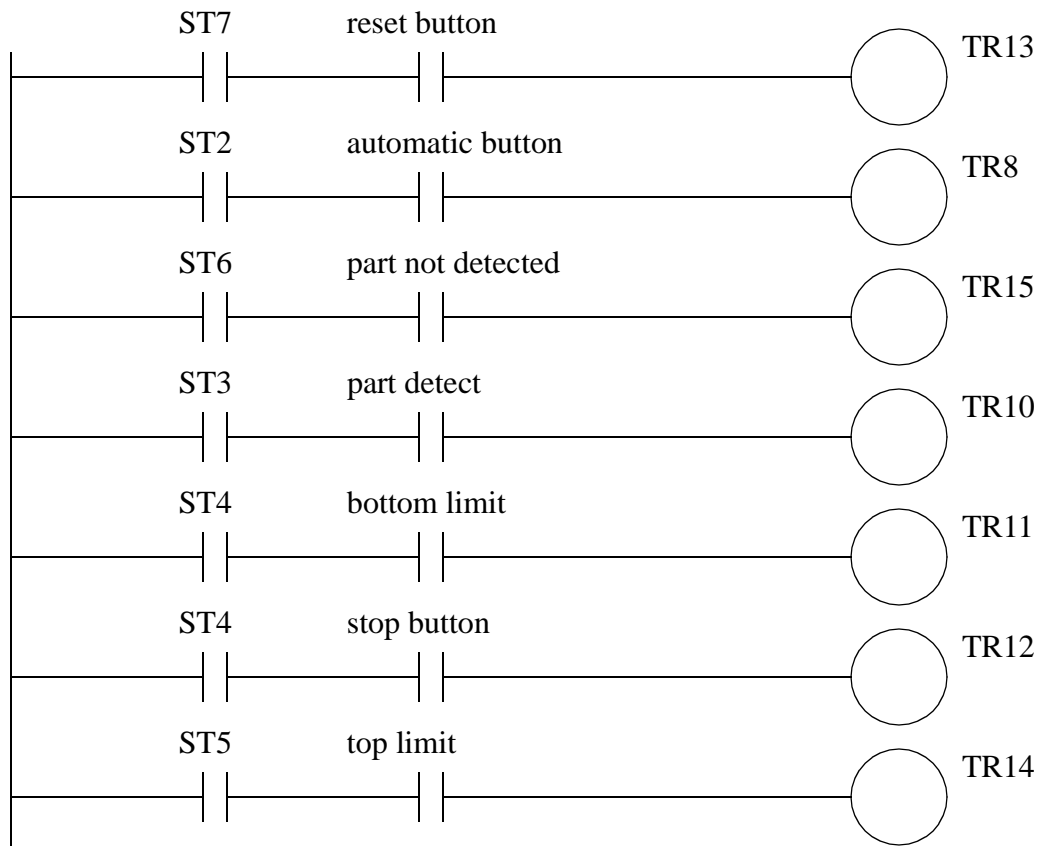 ST7 reset button TR13
ST2 automatic button TR8
ST6 part not detected TR15
ST3 part detect TR10
ST4 bottom limit TR11
ST4 stop button TR12
ST5 top limit TR14